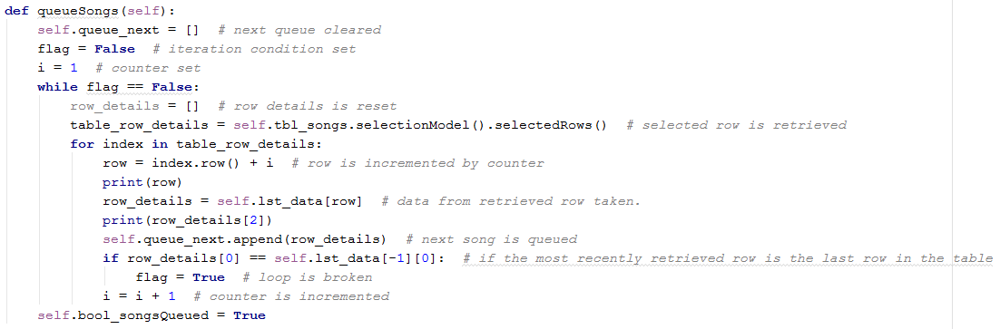 def queueSongs(self):
    self.queue_next = []  # next queue cleared
    flag = False  # iteration condition set
    i = 1  # counter set
    while flag == False:
        row_details = []  # row details is reset
        table_row_details = self.tbl_songs.selectionModel().selectedRows()  # selected row is retrieved
        for index in table_row_details:
            row = index.row() + i  # row is incremented by counter
            print(row)
            row_details = self.lst_data[row]  # data from retrieved row taken.
            print(row_details[2])
            self.queue_next.append(row_details)  # next song is queued
            if row_details[0] == self.lst_data[-1][0]:  # if the most recently retrieved row is the last row in the table
                flag = True  # loop is broken
            i = i + 1  # counter is incremented
    self.bool_songsQueued = True